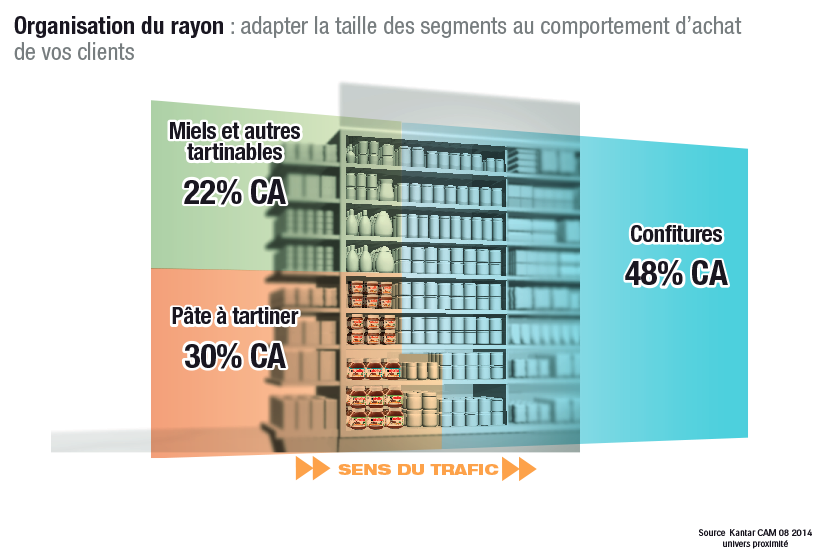 Organisation du rayon : adapter la taille des segments au comportement d'achat
de vos clients
Miels et autres
tartinables
22% CA
Confitures
48% CA
Pâte à tartiner
30% CA
SENS DU TRAFIC
Source Kantar CAM 08 2014
univers proximité